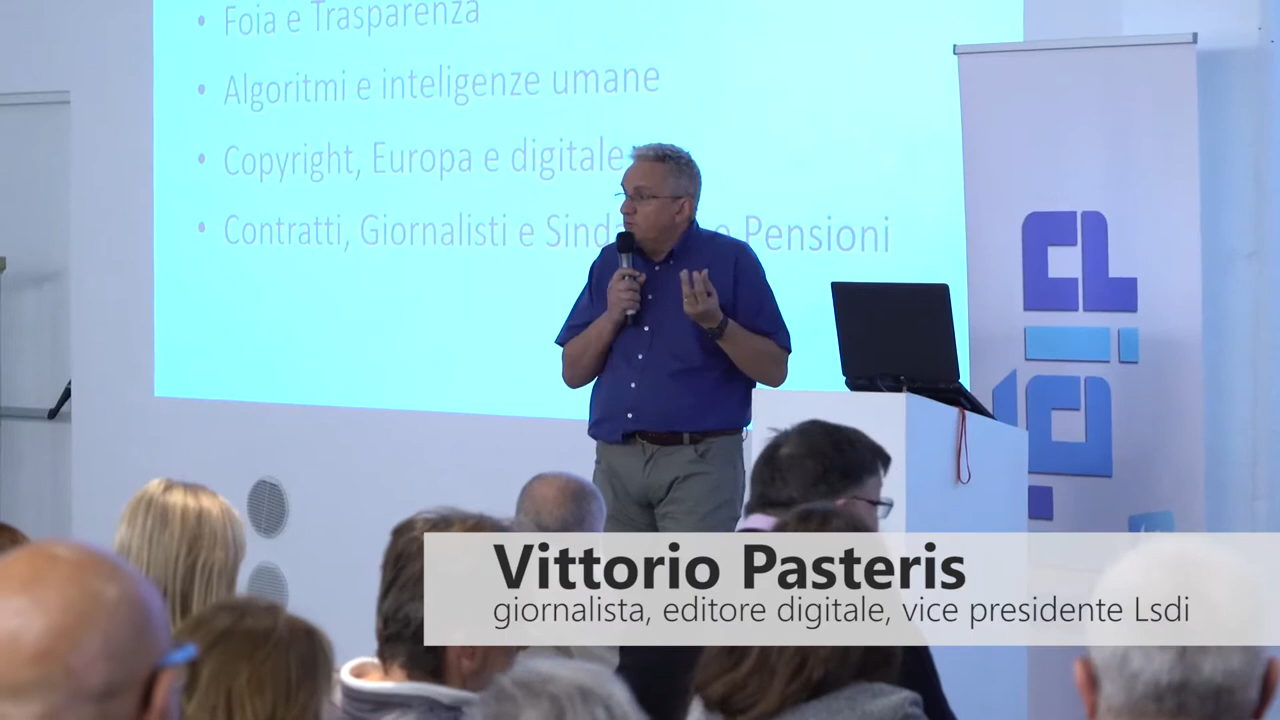 • Foia e Trasparenza
• Algoritmi e inteligenze umane
• Copyright, Europa e digitale
• Contratti, Giornalisti e Pensioni
Vittorio Pasteris
giornalista, editore digitale, vice presidente Lsdi